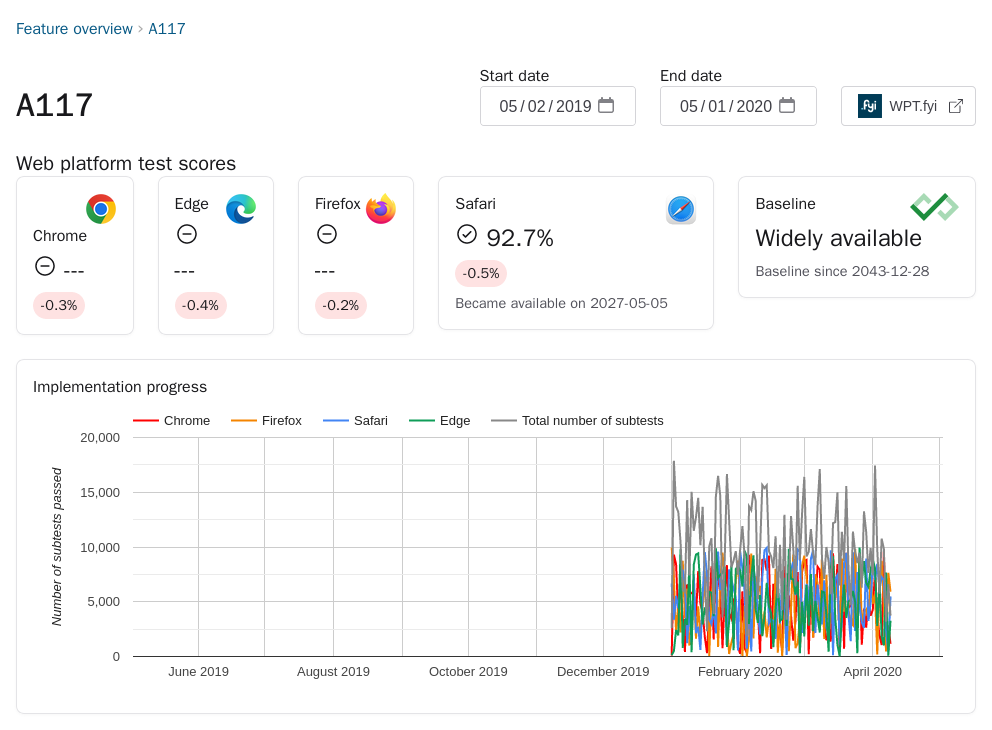 Feature overview › A117
A117
Start date
05/02/2019
End date
05/01/2020
.fyi WPT.fyi
Web platform test scores
Chrome
---
-0.3%
Edge
---
-0.4%
Firefox
---
-0.2%
Safari
92.7%
-0.5%
Became available on 2027-05-05
Baseline
Widely available
Baseline since 2043-12-28
Implementation progress
Chrome Firefox Safari Edge Total number of subtests
Number of subtests passed
20,000
15,000
10,000
5,000
0
June 2019 August 2019 October 2019 December 2019 February 2020 April 2020